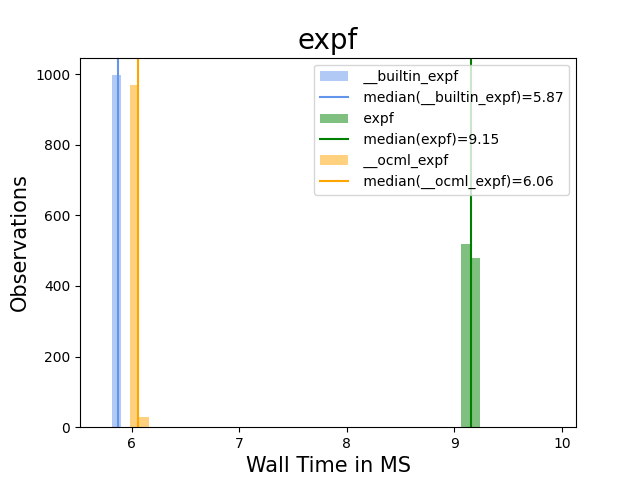 expf
1000
800
600
400
200
0
Observations
__builtin_expf
median(__builtin_expf)=5.87
expf
median(expf)=9.15
__ocml_expf
median(__ocml_expf)=6.06
6 7 8 9 10
Wall Time in MS